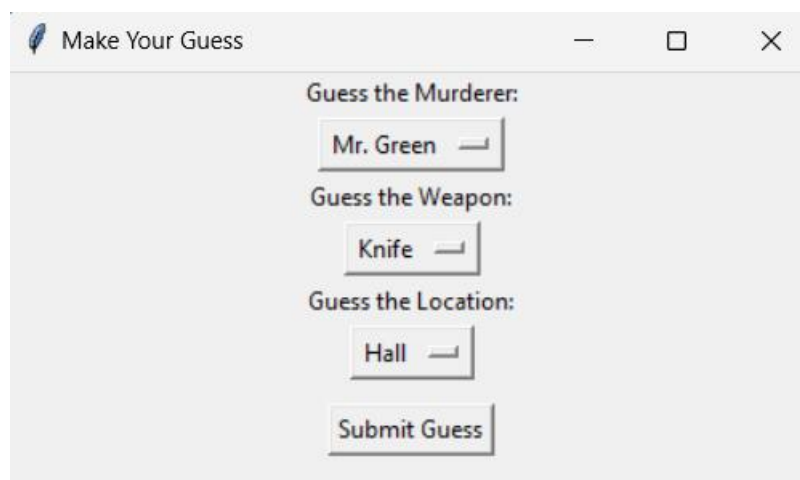 Make Your Guess
Guess the Murderer:
Mr. Green
Guess the Weapon:
Knife
Guess the Location:
Hall
Submit Guess